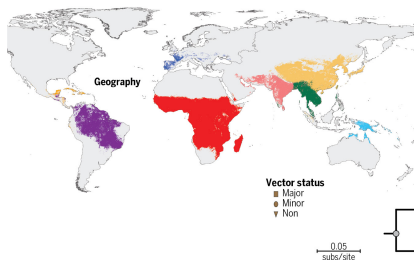 Geography
Vector status
Major
Minor
Non
0.05
subs/site